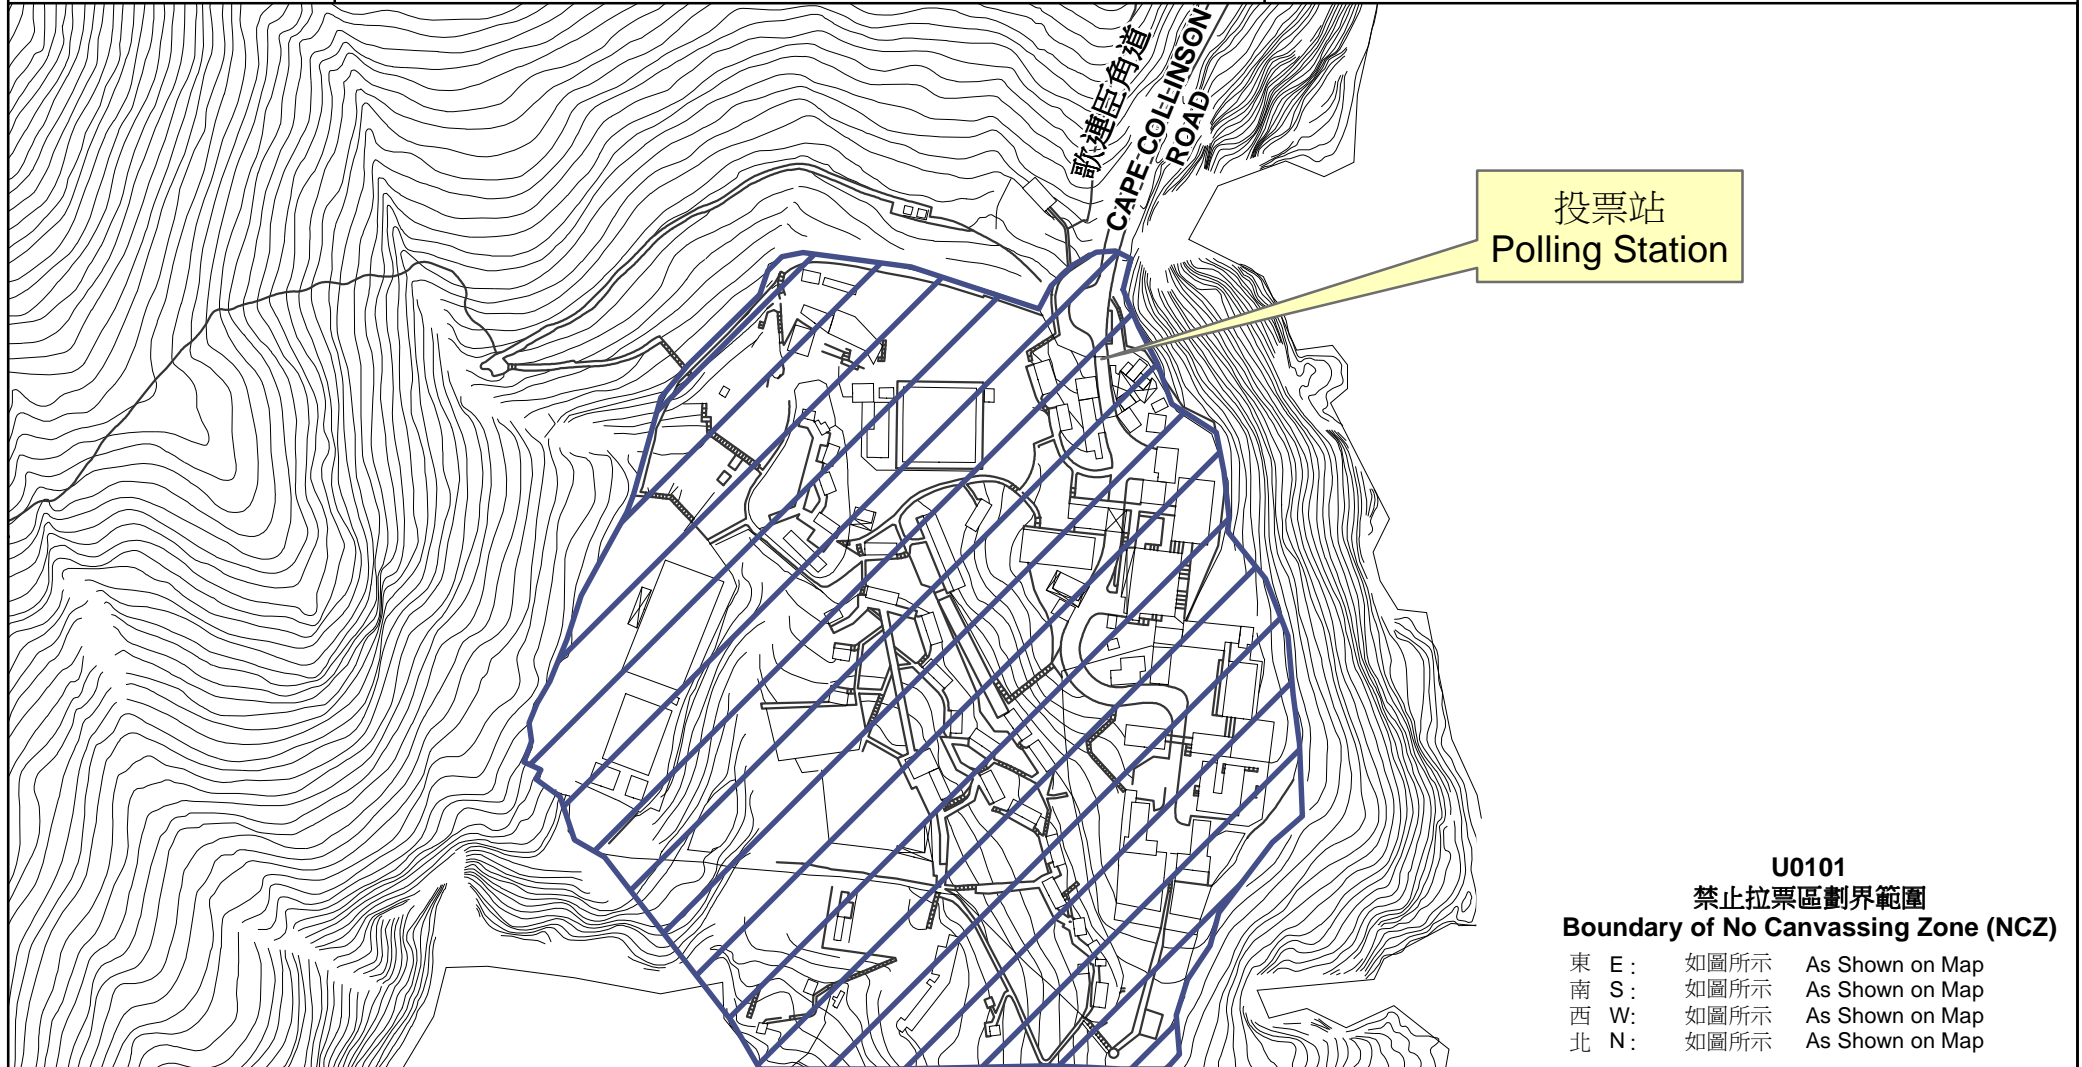 歌連臣角道
CAPE COLLINSON
ROAD
投票站
Polling Station
U0101
禁止拉票區劃界範圍
Boundary of No Canvassing Zone (NCZ)
東 E : 如圖所示 As Shown on Map
南 S : 如圖所示 As Shown on Map
西 W: 如圖所示 As Shown on Map
北 N : 如圖所示 As Shown on Map